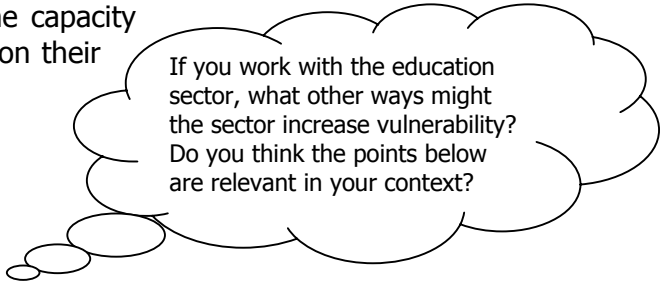 ne capacity
on their
If you work with the education
sector, what other ways might
the sector increase vulnerability?
Do you think the points below
are relevant in your context?